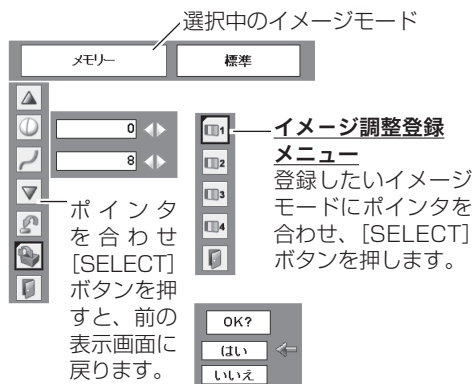 選択中のイメージモード
メモリー
標準
0
8
1
2
3
4
イメージ調整登録
メニュー
登録したいイメージ
モードにポインタを
合わせ、[SELECT]
ボタンを押します。
ポインタ
を合わせ
[SELECT]
ボタンを押
すと、前の
表示画面に
戻ります。
OK?
はい
いいえ